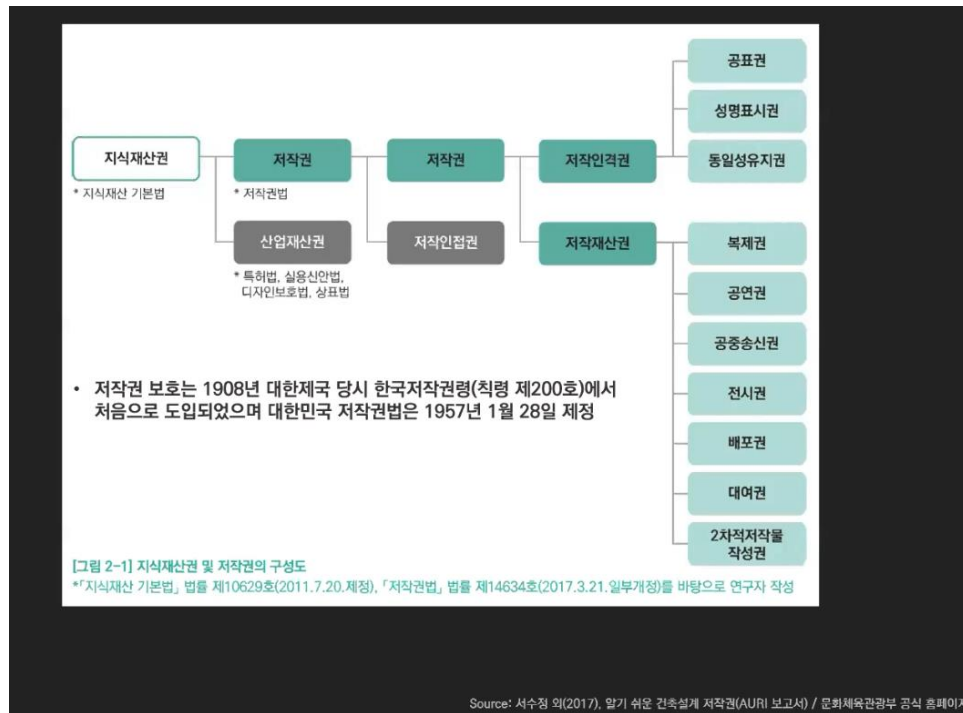 공표권
성명표시권
지식재산권
저작권
저작권
저작인격권
동일성유지권
* 지식재산 기본법
* 저작권법
산업재산권
저작인접권
저작재산권
복제권
* 특허법, 실용신안법,
디자인보호법, 상표법
공연권
공중송신권
• 저작권 보호는 1908년 대한제국 당시 한국저작권령(칙령 제200호)에서
처음으로 도입되었으며 대한민국 저작권법은 1957년 1월 28일 제정
전시권
배포권
대여권
2차적저작물
작성권
[그림 2-1] 지식재산권 및 저작권의 구성도
*「지식재산 기본법」 법률 제10629호(2011.7.20.제정), 「저작권법」 법률 제14634호(2017.3.21.일부개정)를 바탕으로 연구자 작성
Source: 서수정 외(2017), 알기 쉬운 건축설계 저작권(AURI 보고서) / 문화체육관광부 공식 홈페이지